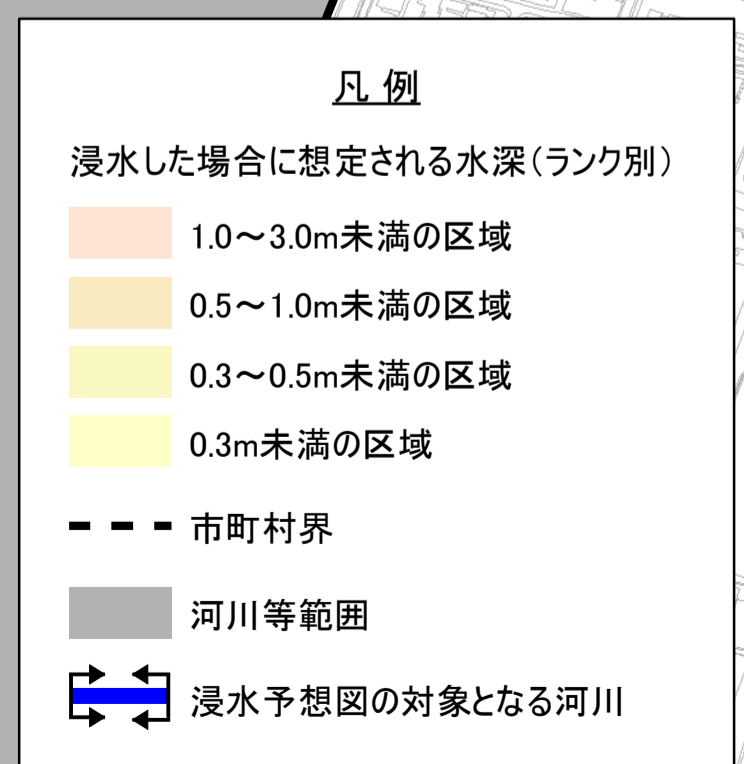 凡 例
浸水した場合に想定される水深（ランク別）
1.0～3.0m未満の区域
0.5～1.0m未満の区域
0.3～0.5m未満の区域
0.3m未満の区域
市町村界
河川等範囲
浸水予想図の対象となる河川